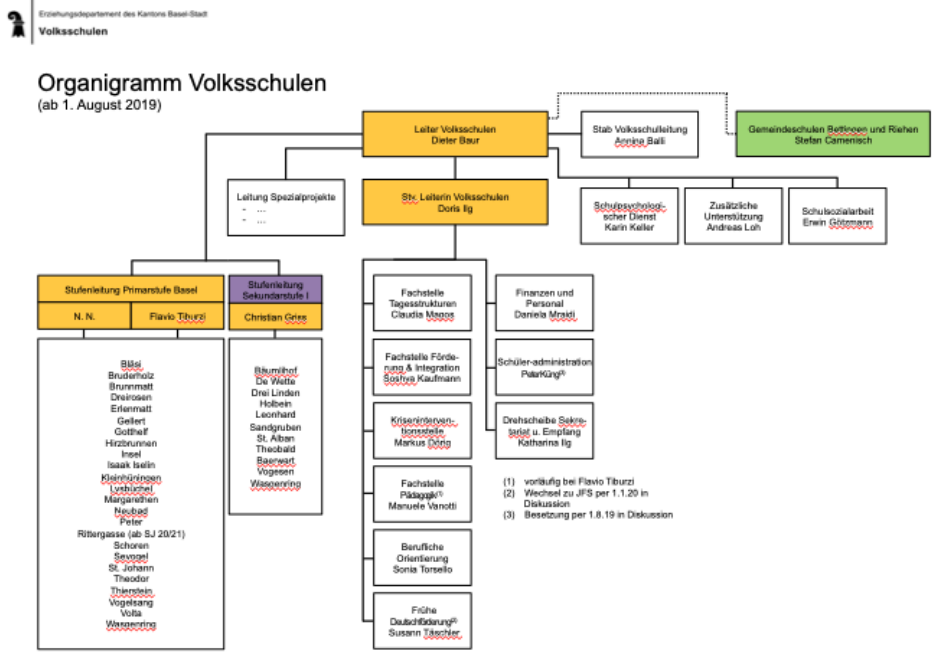 Erziehungsdepartement des Kantons Basel-Stadt
Volksschulen
Organigramm Volksschulen
(ab 1. August 2019)
Leiter Volksschulen
Dieter Baur
Stab Volksschulleitung
Annina Balli
Gemeindeschulen Bettingen und Riehen
Stefan Camenisch
Leitung Spezialprojekte
- ...
- ...
Stv. Leiterin Volksschulen
Doris Ilg
Schulpsychologi-
scher Dienst
Karin Keller
Zusätzliche
Unterstützung
Andreas Loh
Schulsozialarbeit
Erwin Götzmann
Stufenleitung Primarstufe Basel
N. N.
Flavio Tiburzi
Stufenleitung
Sekundarstufe I
Christian Griss
Bläsi
Bruderholz
Brunnmatt
Dreirosen
Erlenmatt
Gellert
Gotthelf
Hirzbrunnen
Insel
Isaak Iselin
Kleinhüningen
Lysbüchel
Margarethen
Neubad
Peter
Rittergasse (ab SJ 20/21)
Schoren
Sevogel
St. Johann
Theodor
Thierstein
Vogelsang
Volta
Wasgenring
Bäumlihof
De Wette
Drei Linden
Holbein
Leonhard
Sandgruben
St. Alban
Theobald
Baerwart
Vogesen
Wasgenring
Fachstelle
Tagesstrukturen
Claudia Magos
Fachstelle Förde-
rung & Integration
Soshya Kaufmann
Kriseninterven-
tionsstelle
Markus Dörig
Fachstelle
Pädagogik(1)
Manuele Vanotti
Berufliche
Orientierung
Sonia Torsello
Frühe
Deutschförderung(2)
Susann Täschler
Finanzen und
Personal
Daniela Mraidi
Schüler-administration
Peter Küng(3)
Drehscheibe Sekre-
tariat u. Empfang
Katharina Ilg
(1) vorläufig bei Flavio Tiburzi
(2) Wechsel zu JFS per 1.1.20 in
Diskussion
(3) Besetzung per 1.8.19 in Diskussion